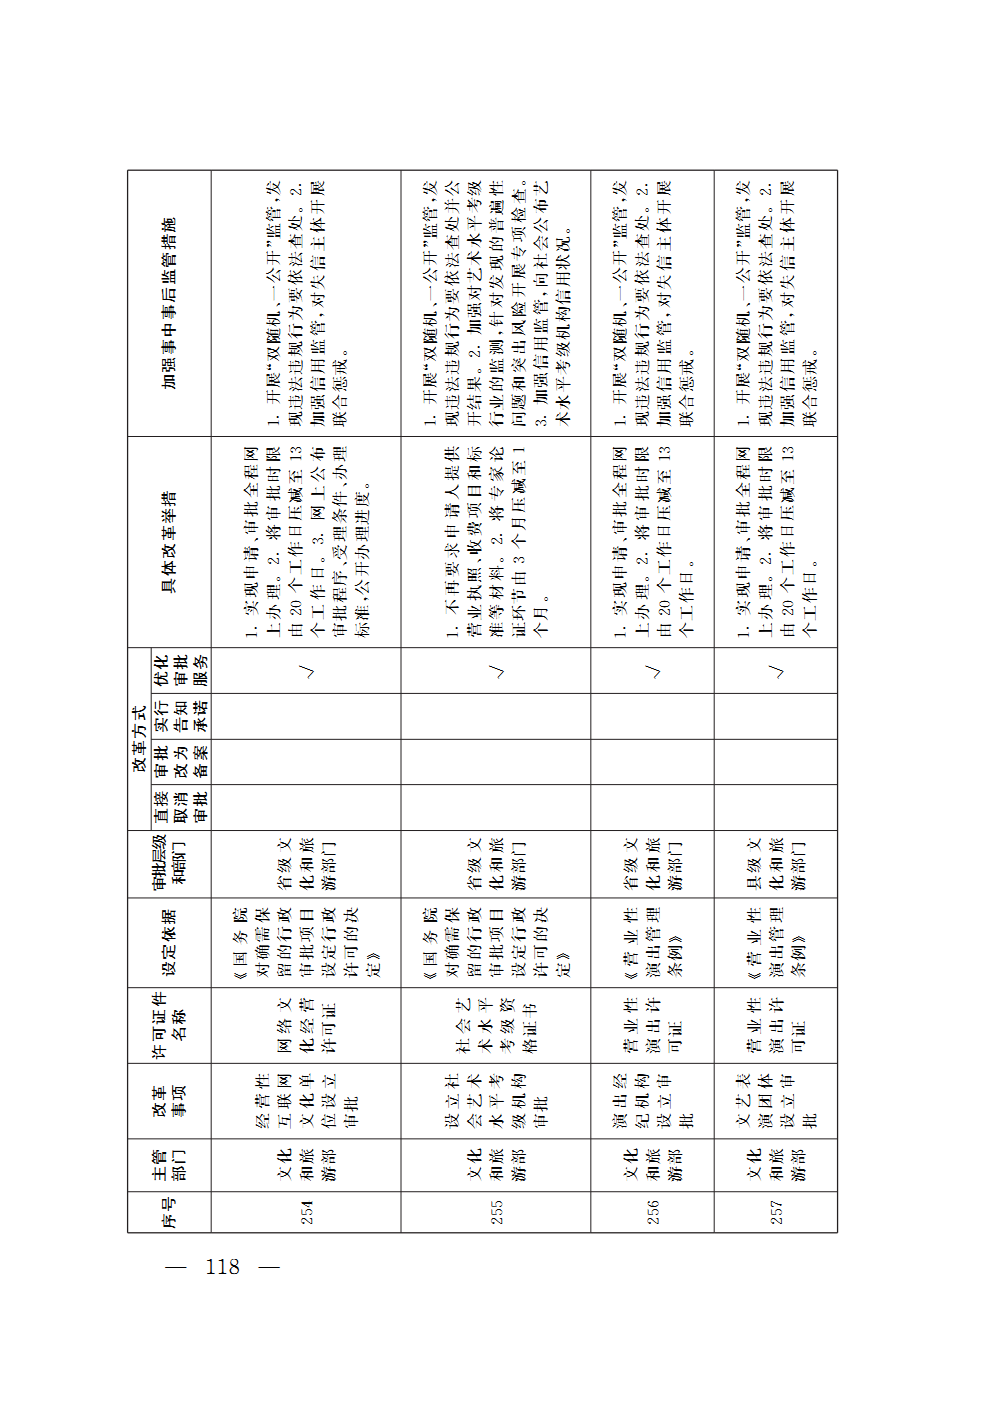 序号
主管
部门
改革
事项
许可证件
名称
设定依据
审批层级
和部门
改革方式
直接
取消
审批
审批
改为
备案
实行
告知
承诺
优化
审批
服务
具体改革举措
加强事中事后监管措施
254
文化
和旅
游部
经营性
互联网
文化单
位设立
审批
网络文
化经营
许可证
《国务院
对确需保
留的行政
审批项目
设定行政
许可的决
定》
省级文
化和旅
游部门
√
1. 实现申请、审批全程网
上办理。2. 将审批时限
由 20 个工作日压减至 13
个工作日。3. 网上公布
审批程序、受理条件、办理
标准,公开办理进度。
1. 开展“双随机、一公开”监管,发
现违法违规行为要依法查处。2.
加强信用监管,对失信主体开展
联合惩戒。
255
文化
和旅
游部
设立社
会艺术
水平考
级机构
审批
社会艺
术水平
考级资
格证书
《国务院
对确需保
留的行政
审批项目
设定行政
许可的决
定》
省级文
化和旅
游部门
√
1. 不再要求申请人提供
营业执照、收费项目和标
准等材料。2. 将专家论
证环节由 3 个月压减至 1
个月。
1. 开展“双随机、一公开”监管,发
现违法违规行为要依法查处并公
开结果。2. 加强对艺术水平考级
行业的监测,针对发现的普遍性
问题和突出风险开展专项检查。
3. 加强信用监管,向社会公布艺
术水平考级机构信用状况。
256
文化
和旅
游部
演出经
纪机构
设立审
批
营业性
演出许
可证
《营业性
演出管理
条例》
省级文
化和旅
游部门
√
1. 实现申请、审批全程网
上办理。2. 将审批时限
由 20 个工作日压减至 13
个工作日。
1. 开展“双随机、一公开”监管,发
现违法违规行为要依法查处。2.
加强信用监管,对失信主体开展
联合惩戒。
257
文化
和旅
游部
文艺表
演团体
设立审
批
营业性
演出许
可证
《营业性
演出管理
条例》
县级文
化和旅
游部门
√
1. 实现申请、审批全程网
上办理。2. 将审批时限
由 20 个工作日压减至 13
个工作日。
1. 开展“双随机、一公开”监管,发
现违法违规行为要依法查处。2.
加强信用监管,对失信主体开展
联合惩戒。
— 118 —